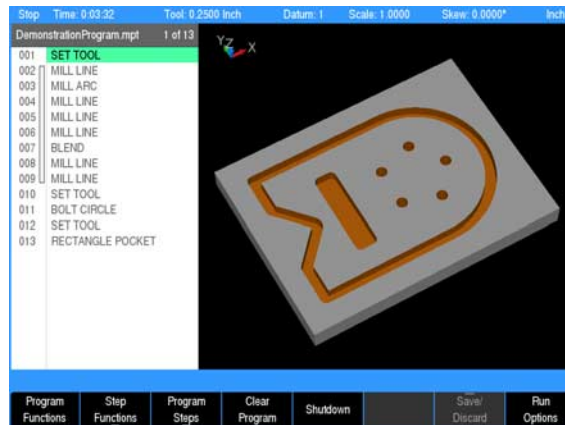 Stop Time: 0:03:32 Tool: 0.2500 Inch Datum: 1 Scale: 1.0000 Skew: 0.0000° Inch
DemonstrationProgram.mpt 1 of 13
001 SET TOOL
002 MILL LINE
003 MILL ARC
004 MILL LINE
005 MILL LINE
006 MILL LINE
007 BLEND
008 MILL LINE
009 MILL LINE
010 SET TOOL
011 BOLT CIRCLE
012 SET TOOL
013 RECTANGLE POCKET
Y Z X
Program Functions
Step Functions
Program Steps
Clear Program
Shutdown
Save/ Discard
Run Options